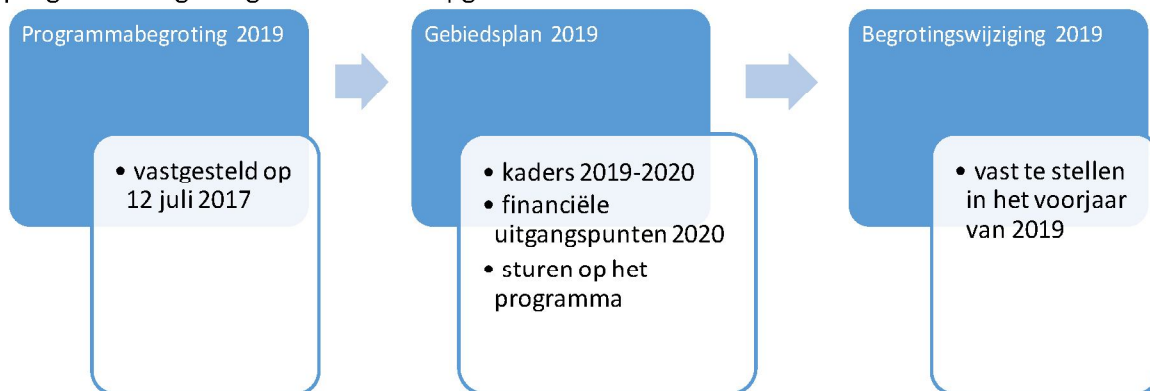 Programmabegroting 2019
• vastgesteld op
12 juli 2017
Gebiedsplan 2019
• kaders 2019-2020
• financiële
uitgangspunten 2020
• sturen op het
programma
Begrotingswijziging 2019
• vast te stellen
in het voorjaar
van 2019